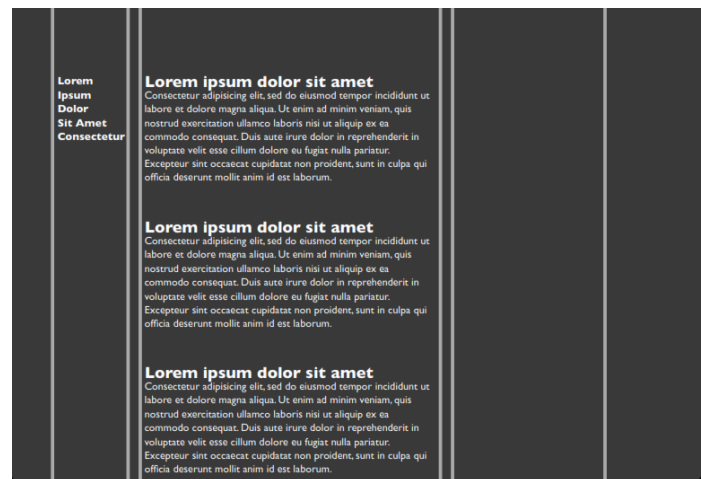 Lorem
Ipsum
Dolor
Sit Amet
Consectetur
Lorem ipsum dolor sit amet
Consectetur adipisicing elit, sed do eiusmod tempor incididunt ut
labore et dolore magna aliqua. Ut enim ad minim veniam, quis
nostrud exercitation ullamco laboris nisi ut aliquip ex ea
commodo consequat. Duis aute irure dolor in reprehenderit in
voluptate velit esse cillum dolore eu fugiat nulla pariatur.
Excepteur sint occaecat cupidatat non proident, sunt in culpa qui
officia deserunt mollit anim id est laborum.
Lorem ipsum dolor sit amet
Consectetur adipisicing elit, sed do eiusmod tempor incididunt ut
labore et dolore magna aliqua. Ut enim ad minim veniam, quis
nostrud exercitation ullamco laboris nisi ut aliquip ex ea
commodo consequat. Duis aute irure dolor in reprehenderit in
voluptate velit esse cillum dolore eu fugiat nulla pariatur.
Excepteur sint occaecat cupidatat non proident, sunt in culpa qui
officia deserunt mollit anim id est laborum.
Lorem ipsum dolor sit amet
Consectetur adipisicing elit, sed do eiusmod tempor incididunt ut
labore et dolore magna aliqua. Ut enim ad minim veniam, quis
nostrud exercitation ullamco laboris nisi ut aliquip ex ea
commodo consequat. Duis aute irure dolor in reprehenderit in
voluptate velit esse cillum dolore eu fugiat nulla pariatur.
Excepteur sint occaecat cupidatat non proident, sunt in culpa qui
officia deserunt mollit anim id est laborum.